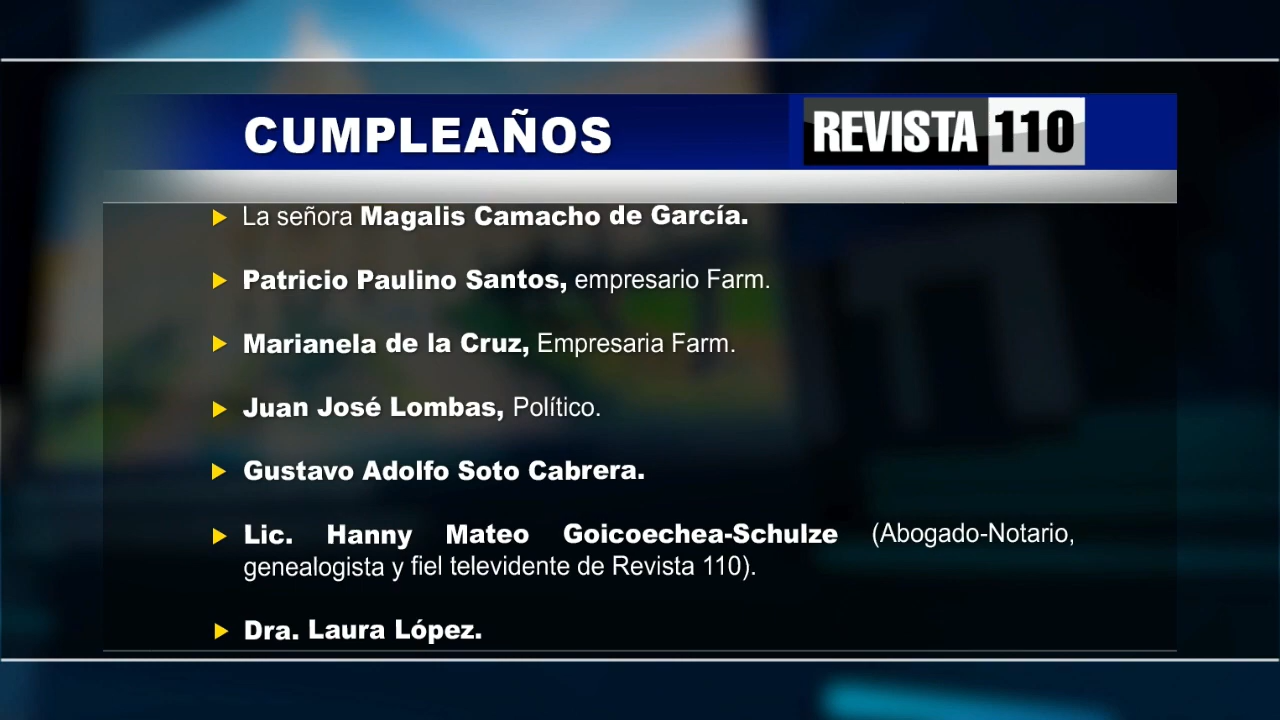 CUMPLEAÑOS
REVISTA 110
La señora Magalis Camacho de García.
Patricio Paulino Santos, empresario Farm.
Marianela de la Cruz, Empresaria Farm.
Juan José Lombas, Político.
Gustavo Adolfo Soto Cabrera.
Lic. Hanny Mateo Goicoechea-Schulze (Abogado-Notario,
genealogista y fiel televidente de Revista 110).
Dra. Laura López.